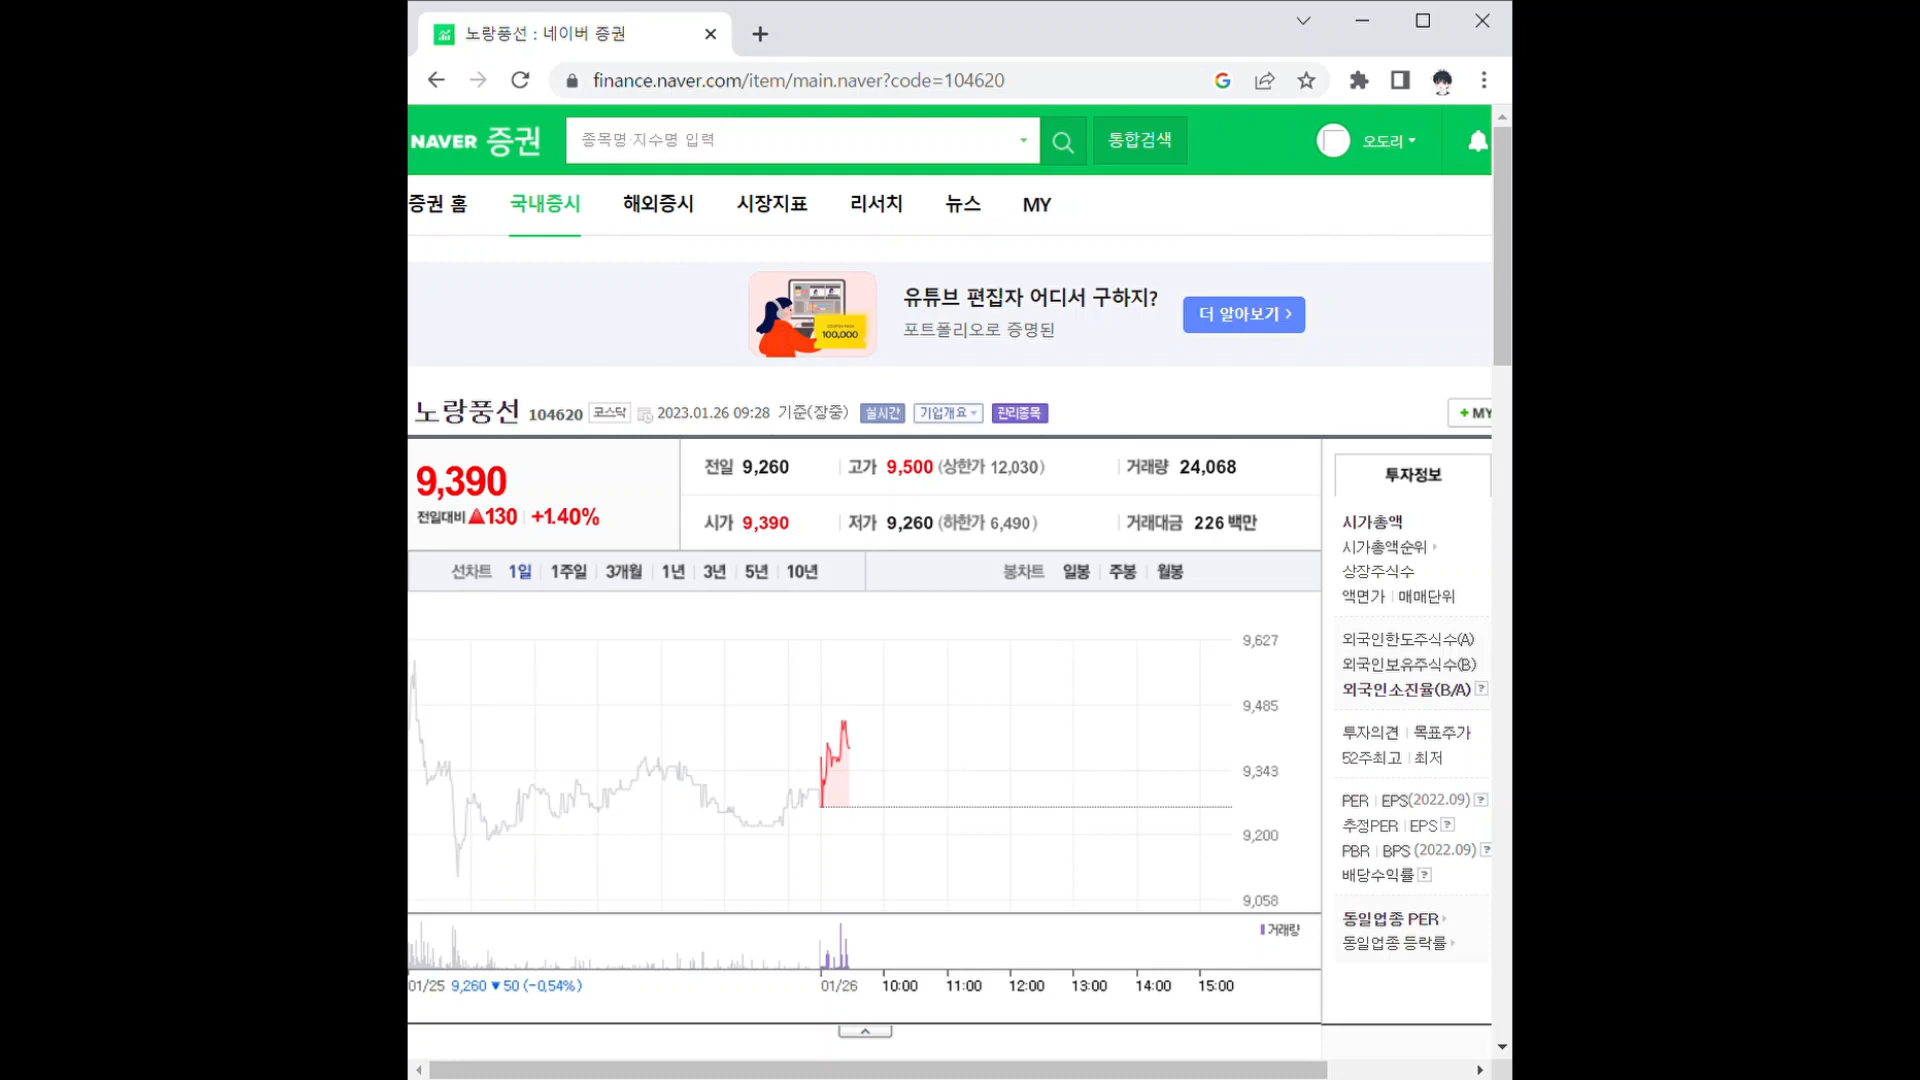 노랑풍선 : 네이버 증권
finance.naver.com/item/main.naver?code=104620
NAVER 증권
종목명·지수명 입력
통합검색
오도리
증권 홈 국내증시 해외증시 시장지표 리서치 뉴스 MY
COUPON PACK
100,000
유튜브 편집자 어디서 구하지?
포트폴리오로 증명된
더 알아보기
노랑풍선 104620 코스닥 2023.01.26 09:28 기준(장중) 실시간 기업개요 관리종목
+ MY
9,390
전일대비 ▲130 +1.40%
전일 9,260 고가 9,500 (상한가 12,030) 거래량 24,068
시가 9,390 저가 9,260 (하한가 6,490) 거래대금 226 백만
선차트 1일 1주일 3개월 1년 3년 5년 10년 봉차트 일봉 주봉 월봉
9,627
9,485
9,343
9,200
9,058
거래량
01/25 9,260 ▼ 50 (-0.54%) 01/26 10:00 11:00 12:00 13:00 14:00 15:00
투자정보
시가총액
시가총액순위
상장주식수
액면가 매매단위
외국인한도주식수(A)
외국인보유주식수(B)
외국인소진율(B/A) ?
투자의견 목표주가
52주최고 최저
PER EPS(2022.09) ?
추정PER EPS ?
PBR BPS (2022.09) ?
배당수익률 ?
동일업종 PER
동일업종 등락률